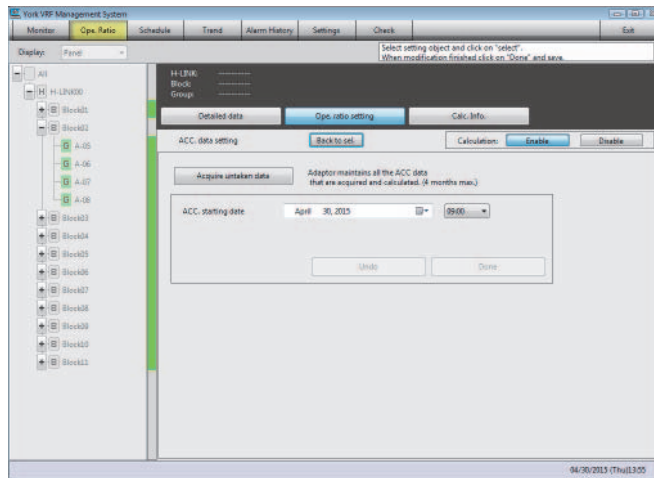 York VRF Management System
Monitor Ope. Ratio Schedule Trend Alarm History Settings Check Exit
Display: Panel
Select setting object and click on "select".
When modification finished click on "Done" and save.
All
H H-LINK00
B Block01
B Block02
G A-05
G A-06
G A-07
G A-08
B Block03
B Block04
B Block05
B Block06
B Block07
B Block08
B Block09
B Block10
B Block11
H-LINK: ----------
Block: ----------
Group: ----------
Detailed data Ope. ratio setting Calc. Info.
ACC. data setting Back to sel. Calculation: Enable Disable
Acquire untaken data
Adaptor maintains all the ACC data
that are acquired and calculated. (4 months max.)
ACC. starting date April 30, 2015 09:00
Undo Done
04/30/2015 (Thu)13:55